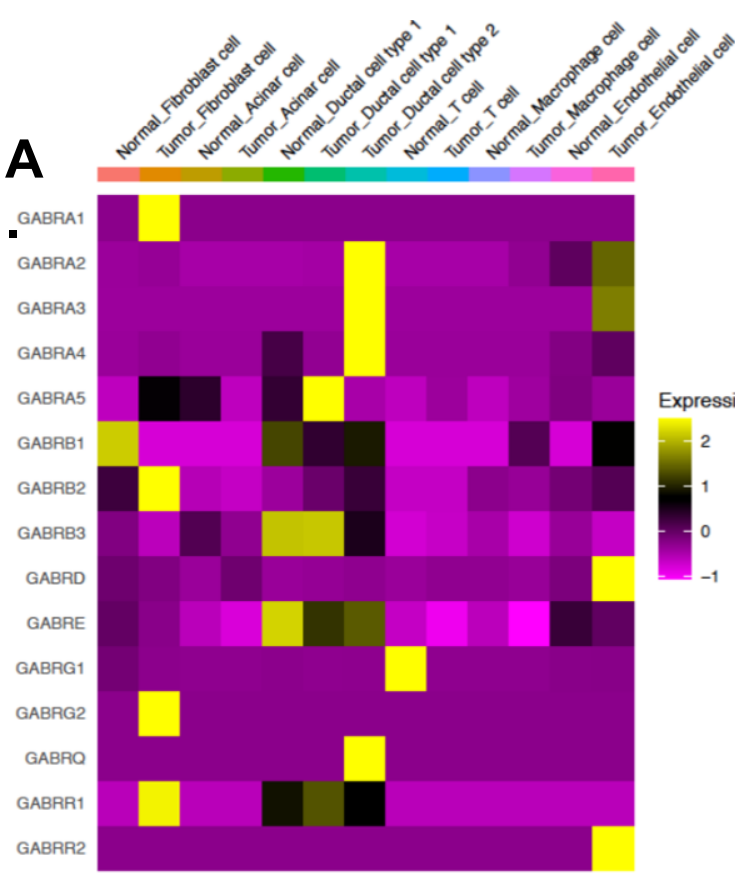 Normal_Fibroblast cell
Tumor_Fibroblast cell
Normal_Acinar cell
Tumor_Acinar cell
Normal_Ductal cell type 1
Tumor_Ductal cell type 1
Tumor_Ductal cell type 2
Normal_T cell
Tumor_T cell
Normal_Macrophage cell
Tumor_Macrophage cell
Normal_Endothelial cell
Tumor_Endothelial cell
A
GABRA1
GABRA2
GABRA3
GABRA4
GABRA5
GABRB1
GABRB2
GABRB3
GABRD
GABRE
GABRG1
GABRG2
GABRQ
GABRR1
GABRR2
Expressi
2
1
0
−1